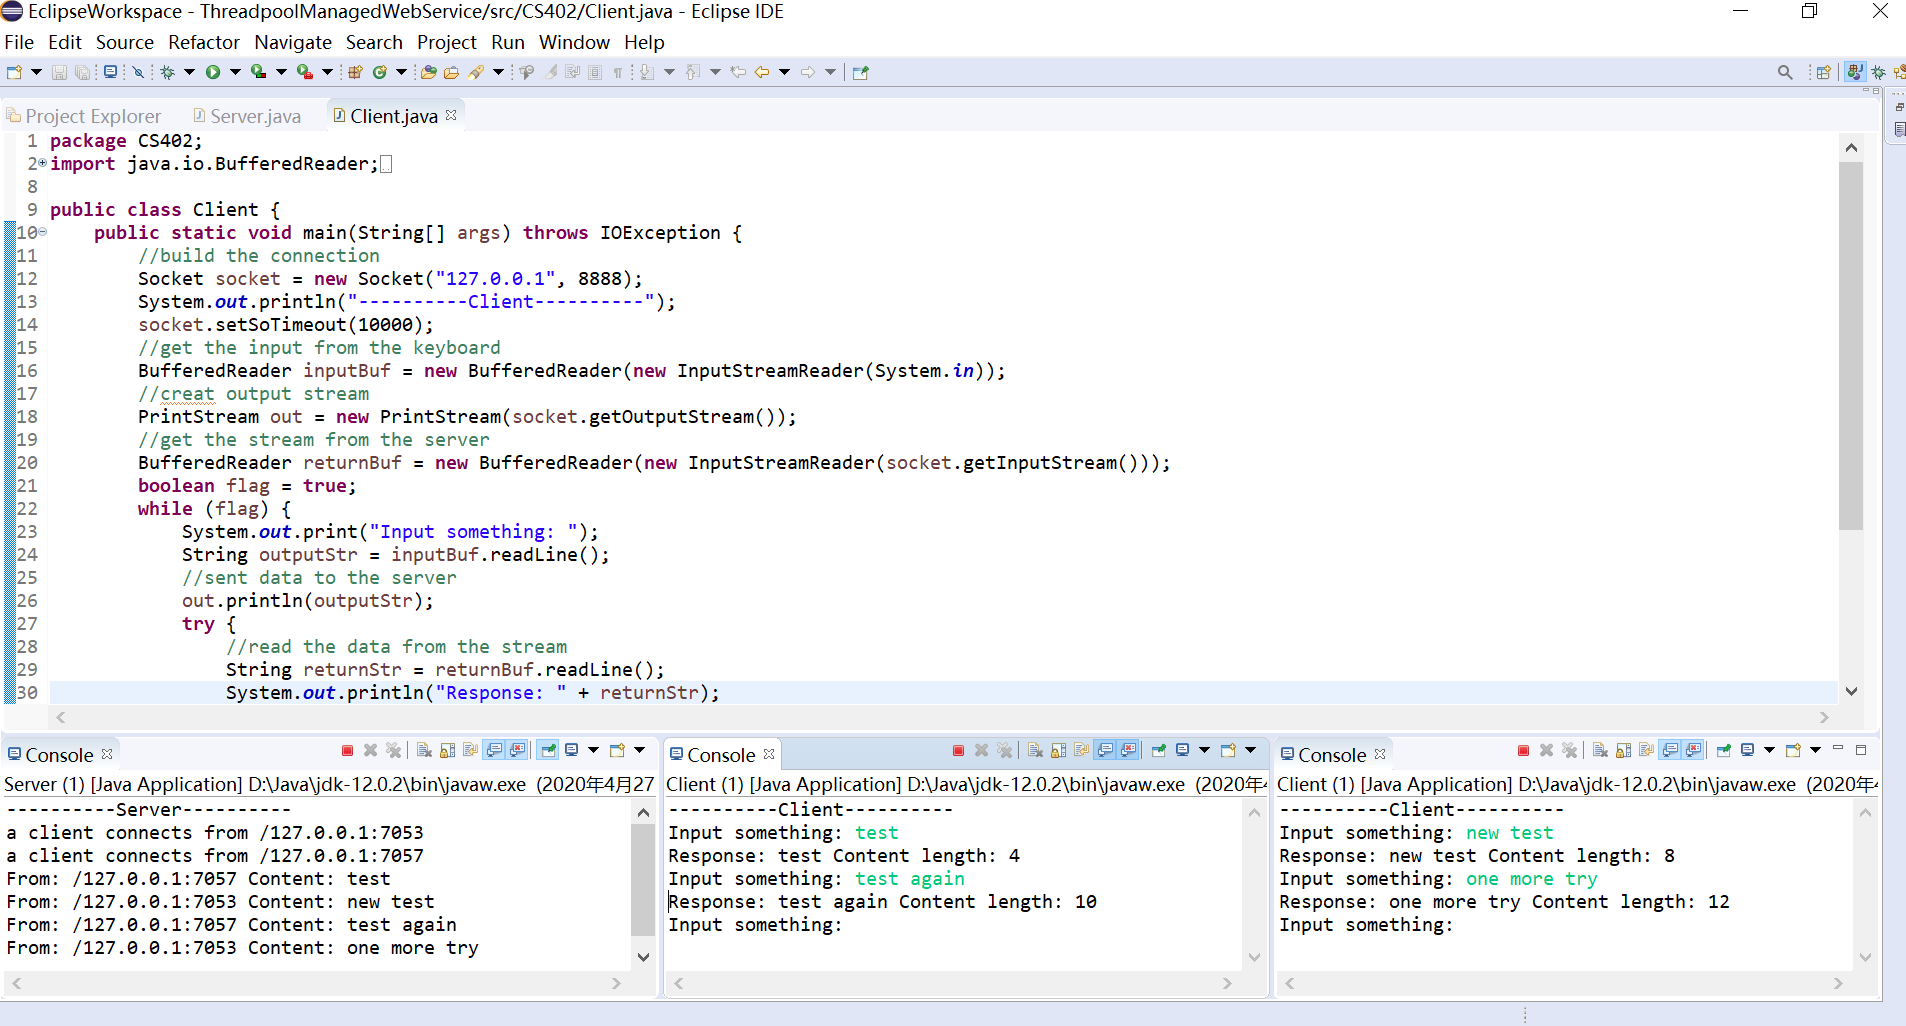 EclipseWorkspace - ThreadpoolManagedWebService/src/CS402/Client.java - Eclipse IDE
File Edit Source Refactor Navigate Search Project Run Window Help
Project Explorer Server.java Client.java
1 package CS402;
2 import java.io.BufferedReader;
8
9 public class Client {
10 public static void main(String[] args) throws IOException {
11 //build the connection
12 Socket socket = new Socket("127.0.0.1", 8888);
13 System.out.println("----------Client----------");
14 socket.setSoTimeout(10000);
15 //get the input from the keyboard
16 BufferedReader inputBuf = new BufferedReader(new InputStreamReader(System.in));
17 //creat output stream
18 PrintStream out = new PrintStream(socket.getOutputStream());
19 //get the stream from the server
20 BufferedReader returnBuf = new BufferedReader(new InputStreamReader(socket.getInputStream()));
21 boolean flag = true;
22 while (flag) {
23 System.out.print("Input something: ");
24 String outputStr = inputBuf.readLine();
25 //sent data to the server
26 out.println(outputStr);
27 try {
28 //read the data from the stream
29 String returnStr = returnBuf.readLine();
30 System.out.println("Response: " + returnStr);
Console
Server (1) [Java Application] D:\Java\jdk-12.0.2\bin\javaw.exe (2020年4月27
----------Server----------
a client connects from /127.0.0.1:7053
a client connects from /127.0.0.1:7057
From: /127.0.0.1:7057 Content: test
From: /127.0.0.1:7053 Content: new test
From: /127.0.0.1:7057 Content: test again
From: /127.0.0.1:7053 Content: one more try
Console
Client (1) [Java Application] D:\Java\jdk-12.0.2\bin\javaw.exe (2020年4
----------Client----------
Input something: test
Response: test Content length: 4
Input something: test again
Response: test again Content length: 10
Input something:
Console
Client (1) [Java Application] D:\Java\jdk-12.0.2\bin\javaw.exe (2020年4
----------Client----------
Input something: new test
Response: new test Content length: 8
Input something: one more try
Response: one more try Content length: 12
Input something: